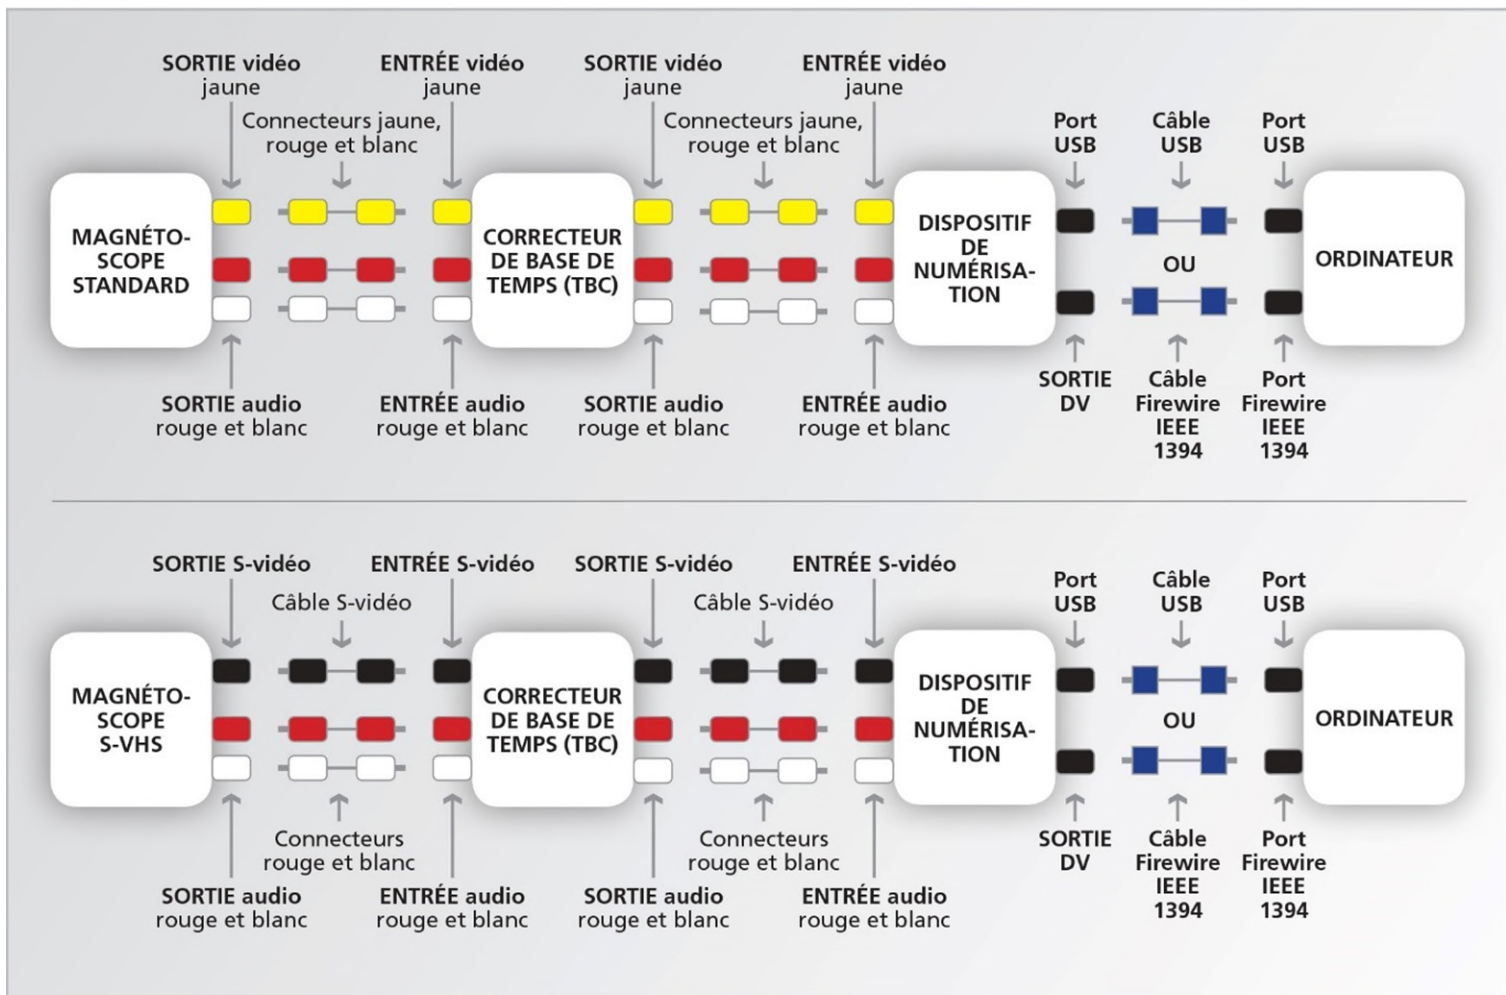 SORTIE vidéo
jaune
ENTRÉE vidéo
jaune
SORTIE vidéo
jaune
ENTRÉE vidéo
jaune
Connecteurs jaune,
rouge et blanc
Connecteurs jaune,
rouge et blanc
Port
USB
Câble
USB
Port
USB
MAGNÉTO-
SCOPE
STANDARD
CORRECTEUR
DE BASE DE
TEMPS (TBC)
DISPOSITIF
DE
NUMÉRISA-
TION
OU
ORDINATEUR
SORTIE audio
rouge et blanc
ENTRÉE audio
rouge et blanc
SORTIE audio
rouge et blanc
ENTRÉE audio
rouge et blanc
SORTIE
DV
Câble
Firewire
IEEE
1394
Port
Firewire
IEEE
1394
SORTIE S-vidéo
ENTRÉE S-vidéo
SORTIE S-vidéo
ENTRÉE S-vidéo
Câble S-vidéo
Câble S-vidéo
Port
USB
Câble
USB
Port
USB
MAGNÉTO-
SCOPE
S-VHS
CORRECTEUR
DE BASE DE
TEMPS (TBC)
DISPOSITIF
DE
NUMÉRISA-
TION
OU
ORDINATEUR
Connecteurs
rouge et blanc
Connecteurs
rouge et blanc
SORTIE audio
rouge et blanc
ENTRÉE audio
rouge et blanc
SORTIE audio
rouge et blanc
ENTRÉE audio
rouge et blanc
SORTIE
DV
Câble
Firewire
IEEE
1394
Port
Firewire
IEEE
1394